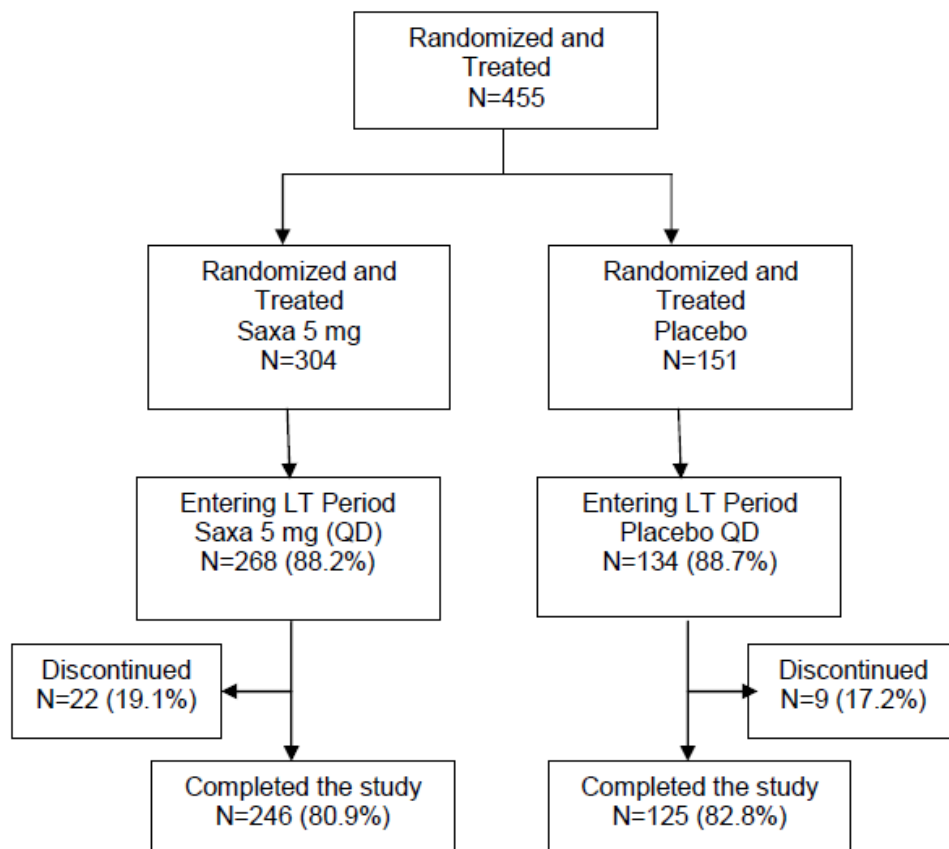 Randomized and
Treated
N=455
Randomized and
Treated
Saxa 5 mg
N=304
Randomized and
Treated
Placebo
N=151
Entering LT Period
Saxa 5 mg (QD)
N=268 (88.2%)
Entering LT Period
Placebo QD
N=134 (88.7%)
Discontinued
N=22 (19.1%)
Discontinued
N=9 (17.2%)
Completed the study
N=246 (80.9%)
Completed the study
N=125 (82.8%)